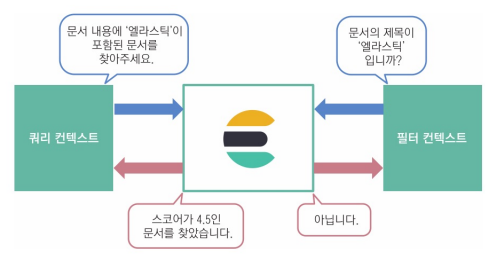 문서 내용에 '엘라스틱'이
포함된 문서를
찾아주세요.
문서의 제목이
'엘라스틱'
입니까?
쿼리 컨텍스트
필터 컨텍스트
스코어가 4.5인
문서를 찾았습니다.
아닙니다.